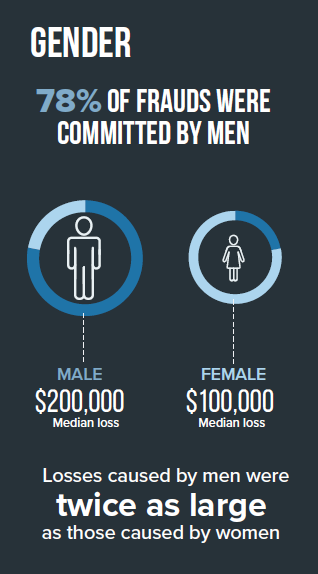 GENDER
78% OF FRAUDS WERE
COMMITTED BY MEN
MALE
$200,000
Median loss
FEMALE
$100,000
Median loss
Losses caused by men were
twice as large
as those caused by women